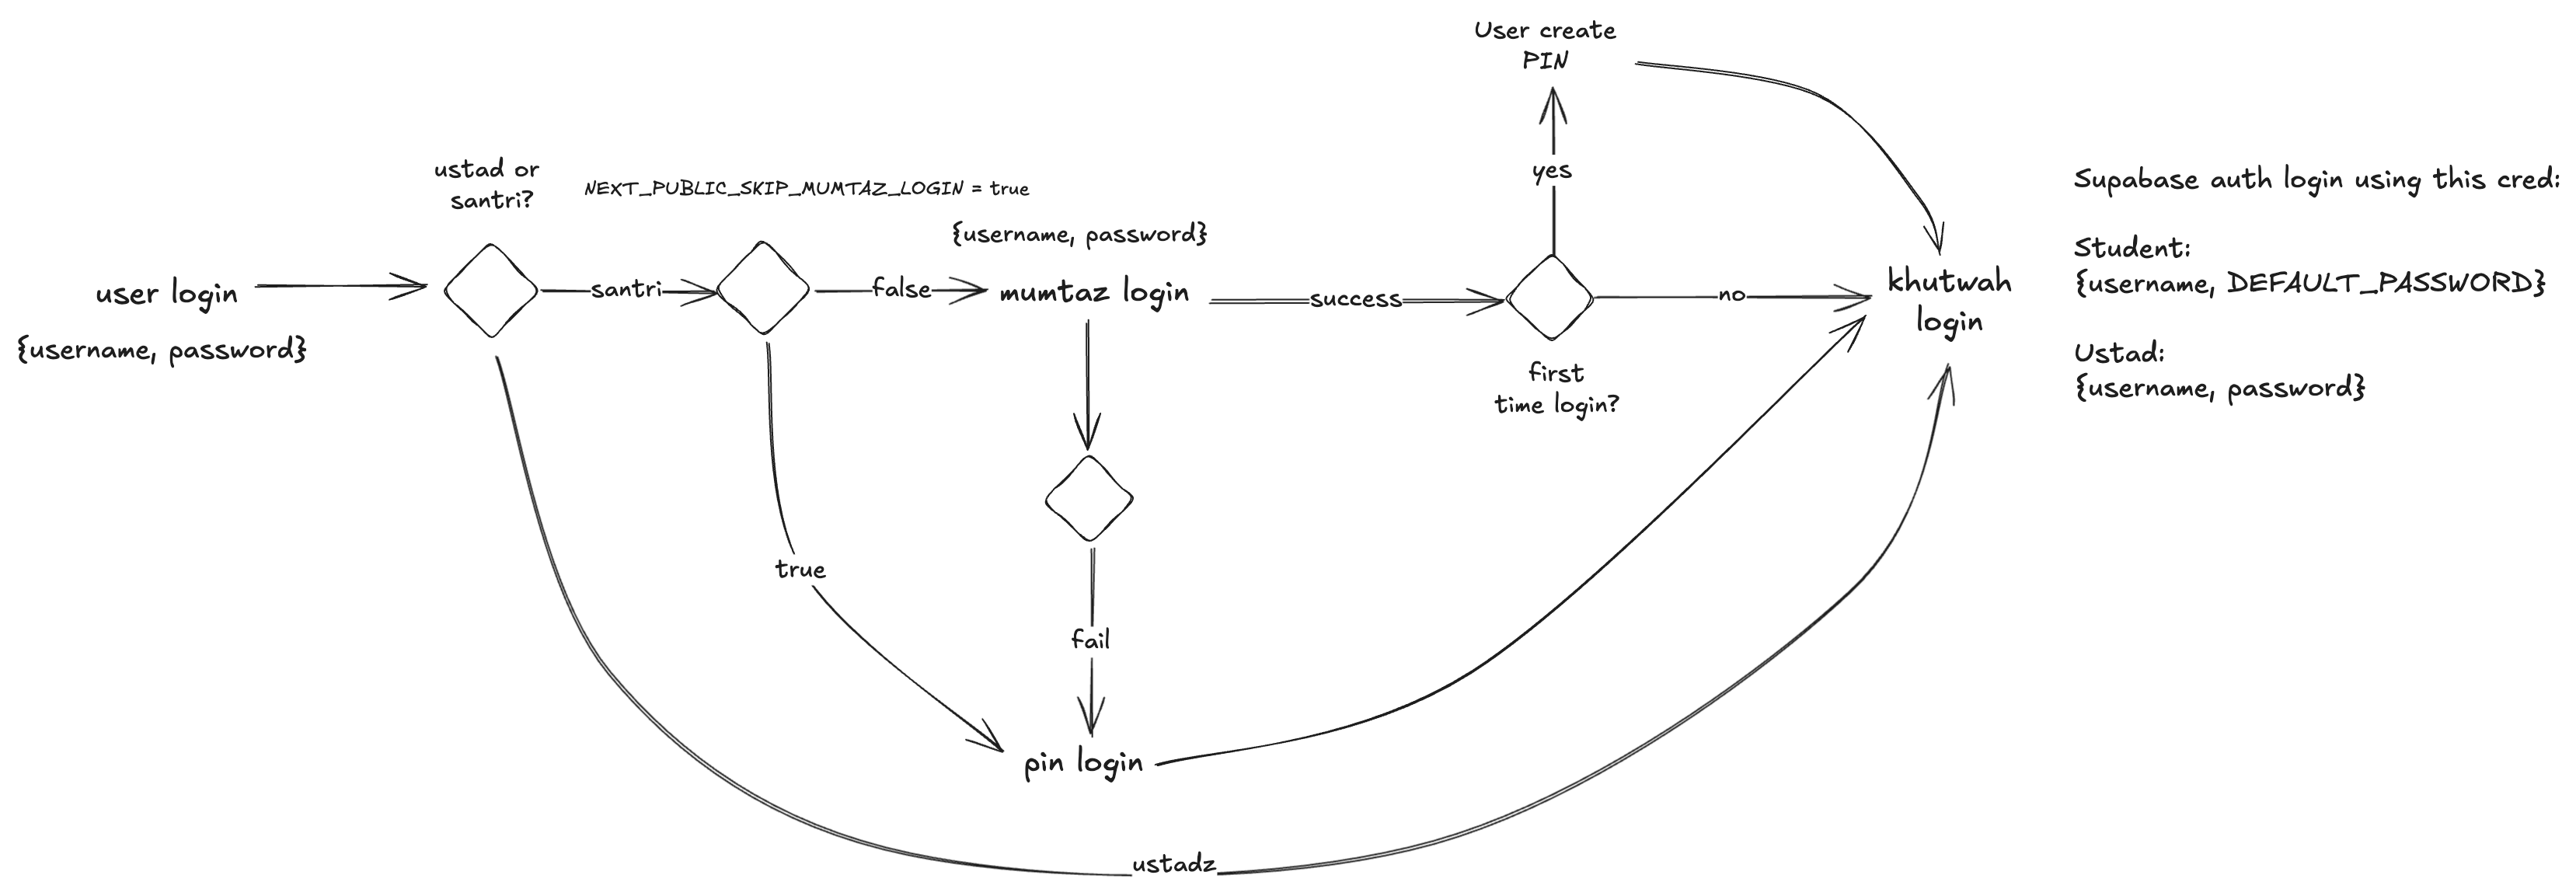 User create
PIN
yes
ustad or
santri?
NEXT_PUBLIC_SKIP_MUMTAZ_LOGIN = true
{username, password}
user login
{username, password}
santri
false
mumtaz login
success
first
time login?
no
khutwah
login
Supabase auth login using this cred:
Student:
{username, DEFAULT_PASSWORD}
Ustad:
{username, password}
true
fail
pin login
ustadz